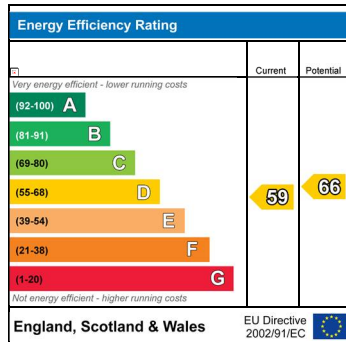 Energy Efficiency Rating
Current Potential
Very energy efficient - lower running costs
(92-100) A
(81-91) B
(69-80) C
(55-68) D
59
66
(39-54) E
(21-38) F
(1-20) G
Not energy efficient - higher running costs
England, Scotland & Wales
EU Directive
2002/91/EC